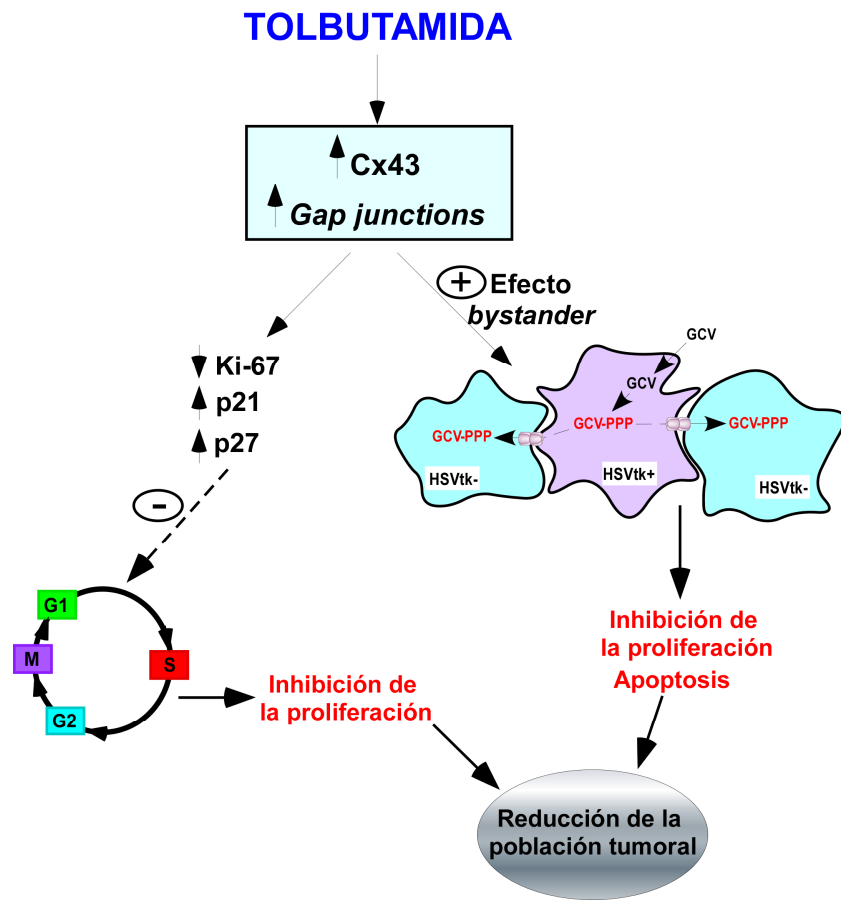 TOLBUTAMIDA
Cx43
Gap junctions
+ Efecto
bystander
Ki-67
p21
p27
-
GCV
GCV
GCV-PPP
GCV-PPP
GCV-PPP
HSVtk-
HSVtk+
HSVtk-
G1
S
M
G2
Inhibición de
la proliferación
Inhibición de
la proliferación
Apoptosis
Reducción de la
población tumoral